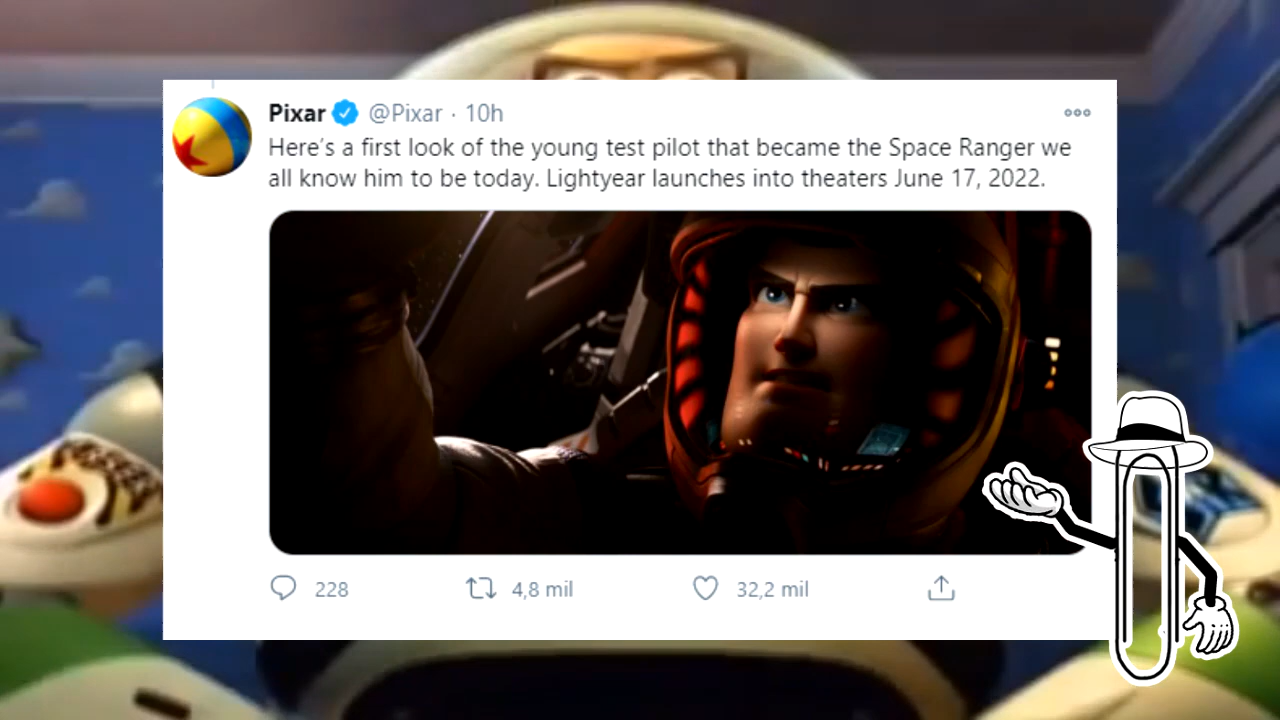 Pixar @Pixar · 10h
Here's a first look of the young test pilot that became the Space Ranger we
all know him to be today. Lightyear launches into theaters June 17, 2022.
228 4,8 mil 32,2 mil